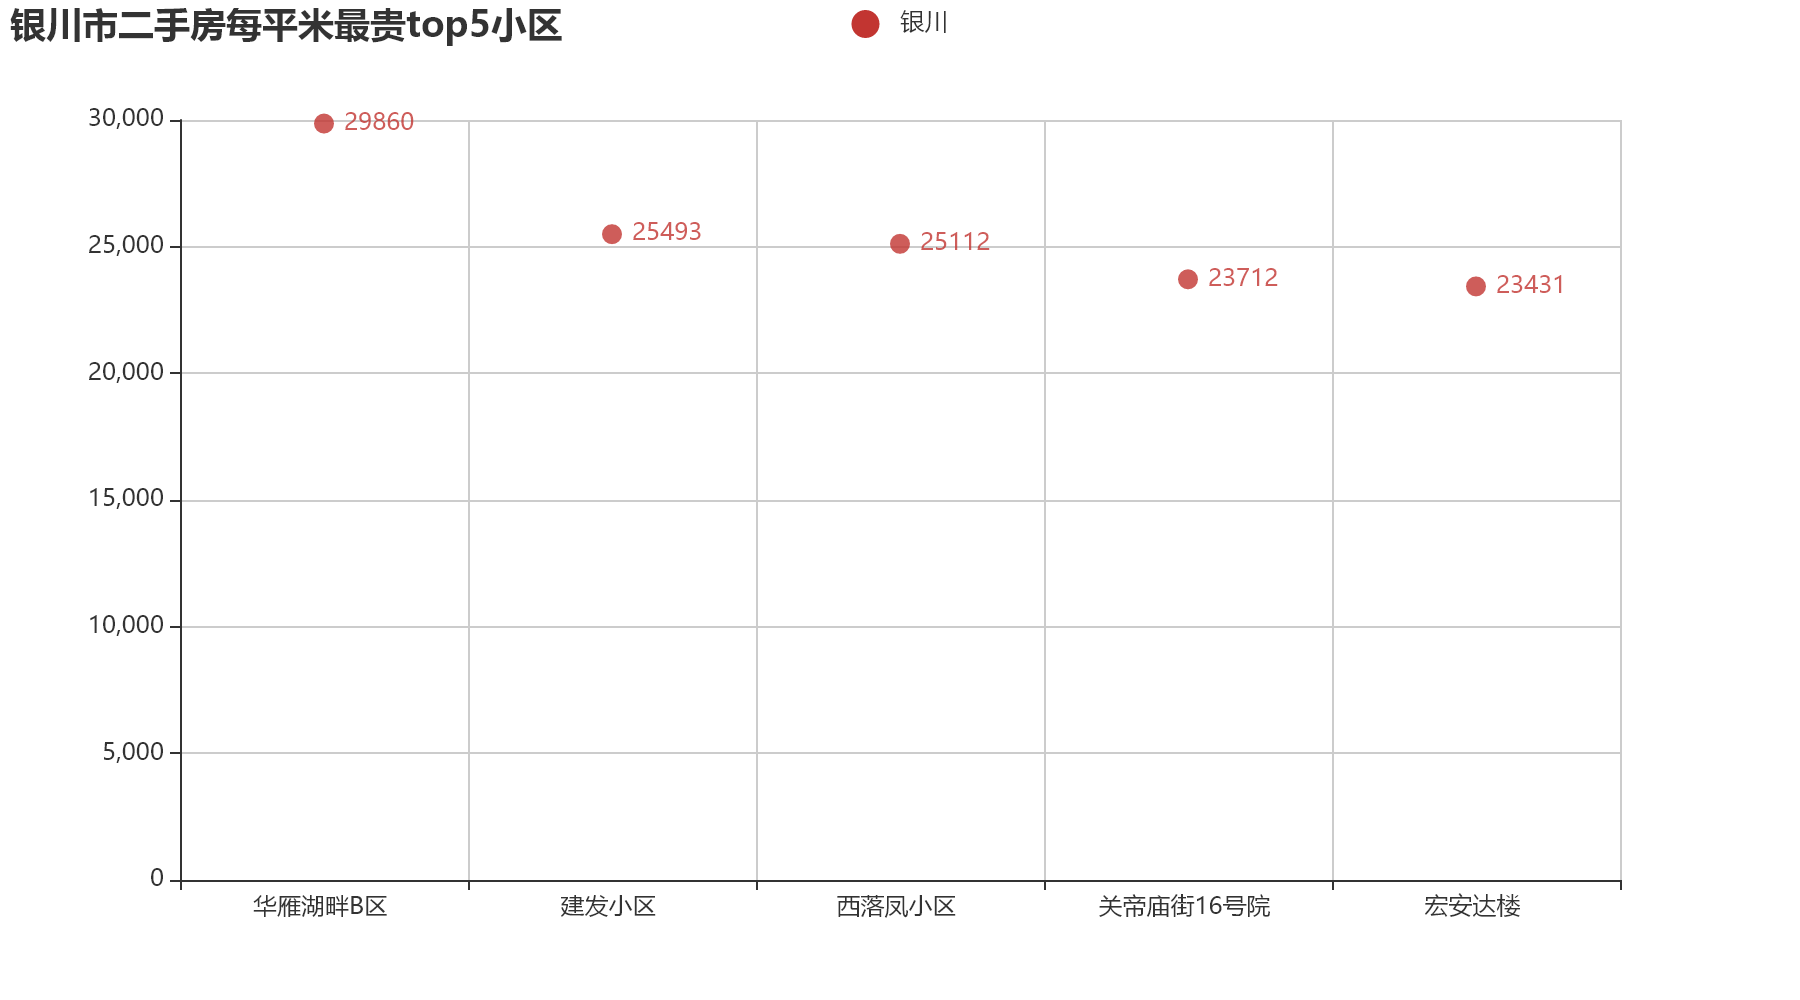 银川市二手房每平米最贵top5小区
银川
30,000
25,000
20,000
15,000
10,000
5,000
0
29860
25493
25112
23712
23431
华雁湖畔B区
建发小区
西落凤小区
关帝庙街16号院
宏安达楼